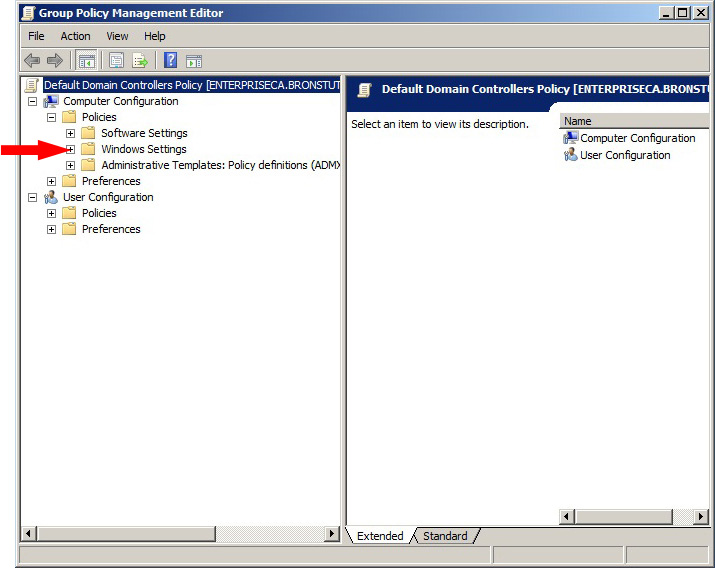 Group Policy Management Editor
File Action View Help
Default Domain Controllers Policy [ENTERPRISECA.BRONSTUT
Computer Configuration
Policies
Software Settings
Windows Settings
Administrative Templates: Policy definitions (ADMX
Preferences
User Configuration
Policies
Preferences
Default Domain Controllers Policy [ENTERPRISECA.BRONSTU
Select an item to view its description.
Name
Computer Configuration
User Configuration
Extended Standard